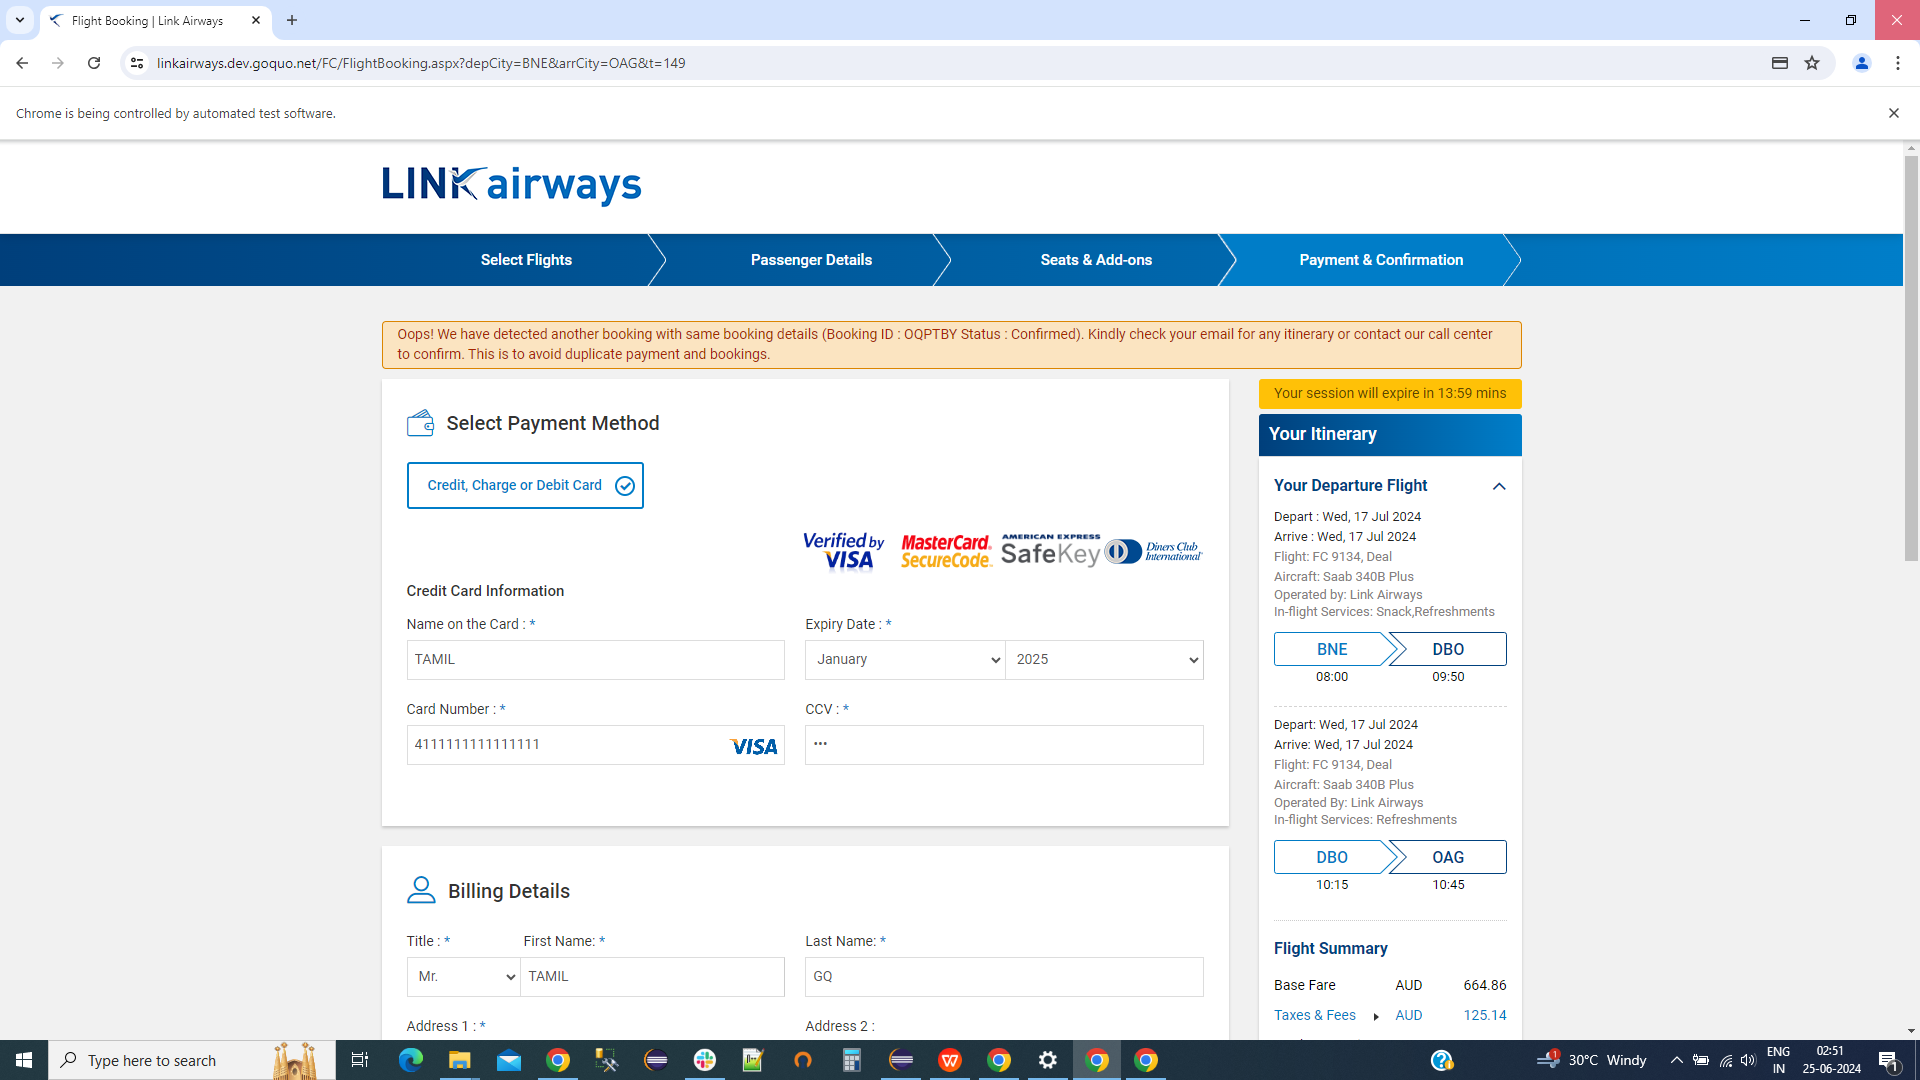 Flight Booking | Link Airways
linkairways.dev.goquo.net/FC/FlightBooking.aspx?depCity=BNE&arrCity=OAG&t=149
Chrome is being controlled by automated test software.
LINK airways
Select Flights
Passenger Details
Seats & Add-ons
Payment & Confirmation
Oops! We have detected another booking with same booking details (Booking ID : OQPTBY Status : Confirmed). Kindly check your email for any itinerary or contact our call center
to confirm. This is to avoid duplicate payment and bookings.
Select Payment Method
Credit, Charge or Debit Card
Verified by
VISA
MasterCard.
SecureCode.
AMERICAN EXPRESS
SafeKey
Diners Club
International
Credit Card Information
Name on the Card : *
Expiry Date : *
TAMIL
January
2025
Card Number : *
CCV : *
4111111111111111
VISA
•••
Billing Details
Title : *
First Name: *
Last Name: *
Mr.
TAMIL
GQ
Address 1 : *
Address 2 :
Your session will expire in 13:59 mins
Your Itinerary
Your Departure Flight
Depart : Wed, 17 Jul 2024
Arrive : Wed, 17 Jul 2024
Flight: FC 9134, Deal
Aircraft: Saab 340B Plus
Operated by: Link Airways
In-flight Services: Snack,Refreshments
BNE
DBO
08:00
09:50
Depart: Wed, 17 Jul 2024
Arrive: Wed, 17 Jul 2024
Flight: FC 9134, Deal
Aircraft: Saab 340B Plus
Operated By: Link Airways
In-flight Services: Refreshments
DBO
OAG
10:15
10:45
Flight Summary
Base Fare AUD 664.86
Taxes & Fees AUD 125.14
Type here to search
1
30°C Windy
ENG
IN
02:51
25-06-2024
1